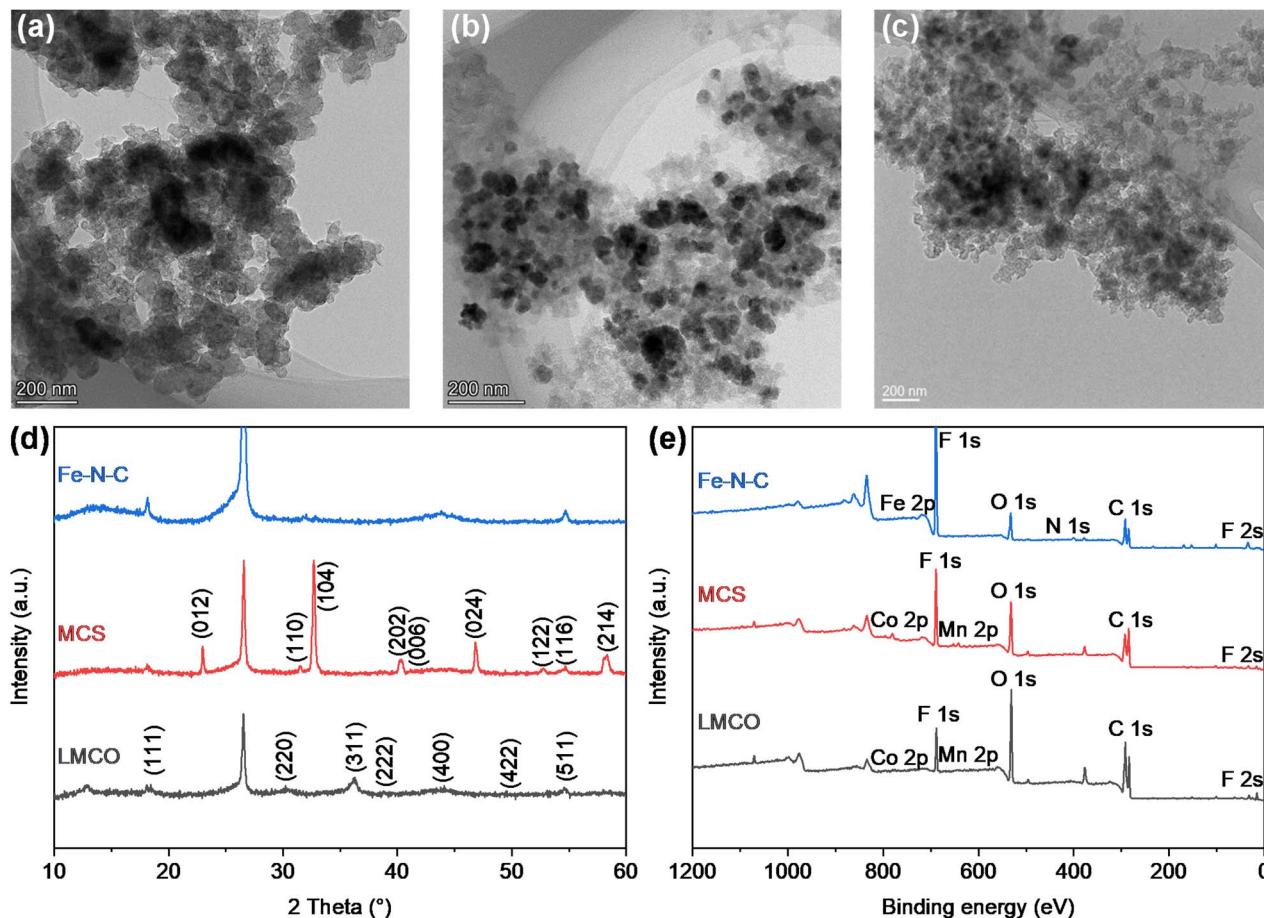 (a)
200 nm
(b)
200 nm
(c)
200 nm
(d)
Fe-N-C
MCS
(012)
(110)
(104)
(202)
(006)
(024)
(122)
(116)
(214)
LMCO
(111)
(220)
(311)
(222)
(400)
(422)
(511)
Intensity (a.u.)
10 20 30 40 50 60
2 Theta (°)
(e)
Fe-N-C
Fe 2p
F 1s
O 1s
N 1s
C 1s
F 2s
MCS
Co 2p
F 1s
Mn 2p
O 1s
C 1s
F 2s
LMCO
Co 2p
F 1s
Mn 2p
O 1s
C 1s
F 2s
Intensity (a.u.)
1200 1000 800 600 400 200 0
Binding energy (eV)